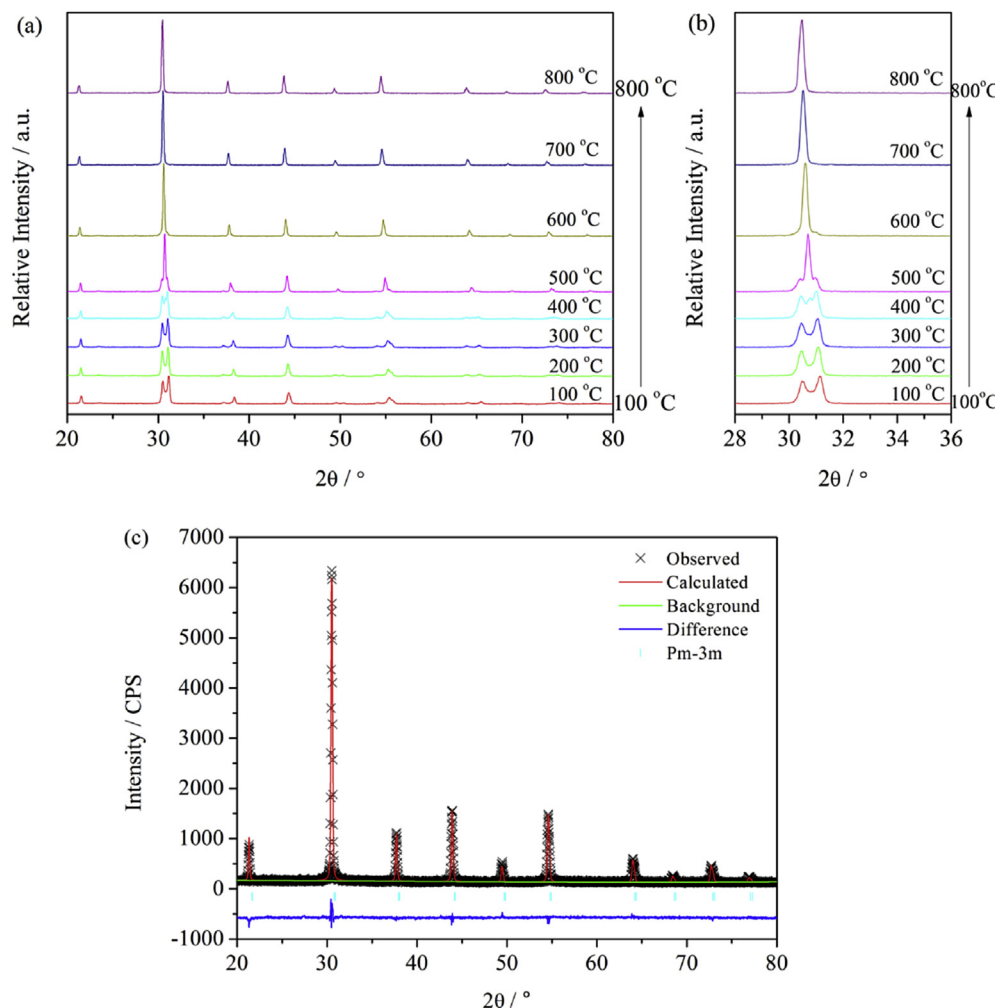 (a)
Relative Intensity / a.u.
800 °C
800 °C
700 °C
600 °C
500 °C
400 °C
300 °C
200 °C
100 °C
100 °C
20 30 40 50 60 70 80
2θ / °
(b)
Relative Intensity / a.u.
800 °C
800°C
700 °C
600 °C
500 °C
400 °C
300 °C
200 °C
100 °C
100°C
28 30 32 34 36
2θ / °
(c)
Intensity / CPS
7000
6000
5000
4000
3000
2000
1000
0
-1000
Observed
Calculated
Background
Difference
Pm-3m
20 30 40 50 60 70 80
2θ / °